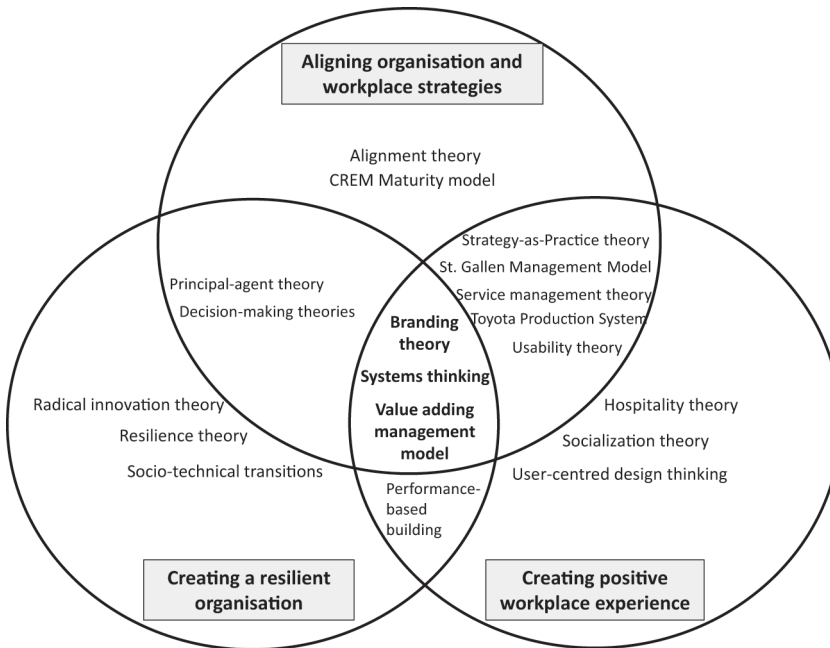 Aligning organisation and
workplace strategies
Alignment theory
CREM Maturity model
Strategy-as-Practice theory
St. Gallen Management Model
Service management theory
Toyota Production System
Usability theory
Principal-agent theory
Decision-making theories
Branding
theory
Systems thinking
Value adding
management
model
Radical innovation theory
Resilience theory
Socio-technical transitions
Hospitality theory
Socialization theory
User-centred design thinking
Performance-
based
building
Creating a resilient
organisation
Creating positive
workplace experience